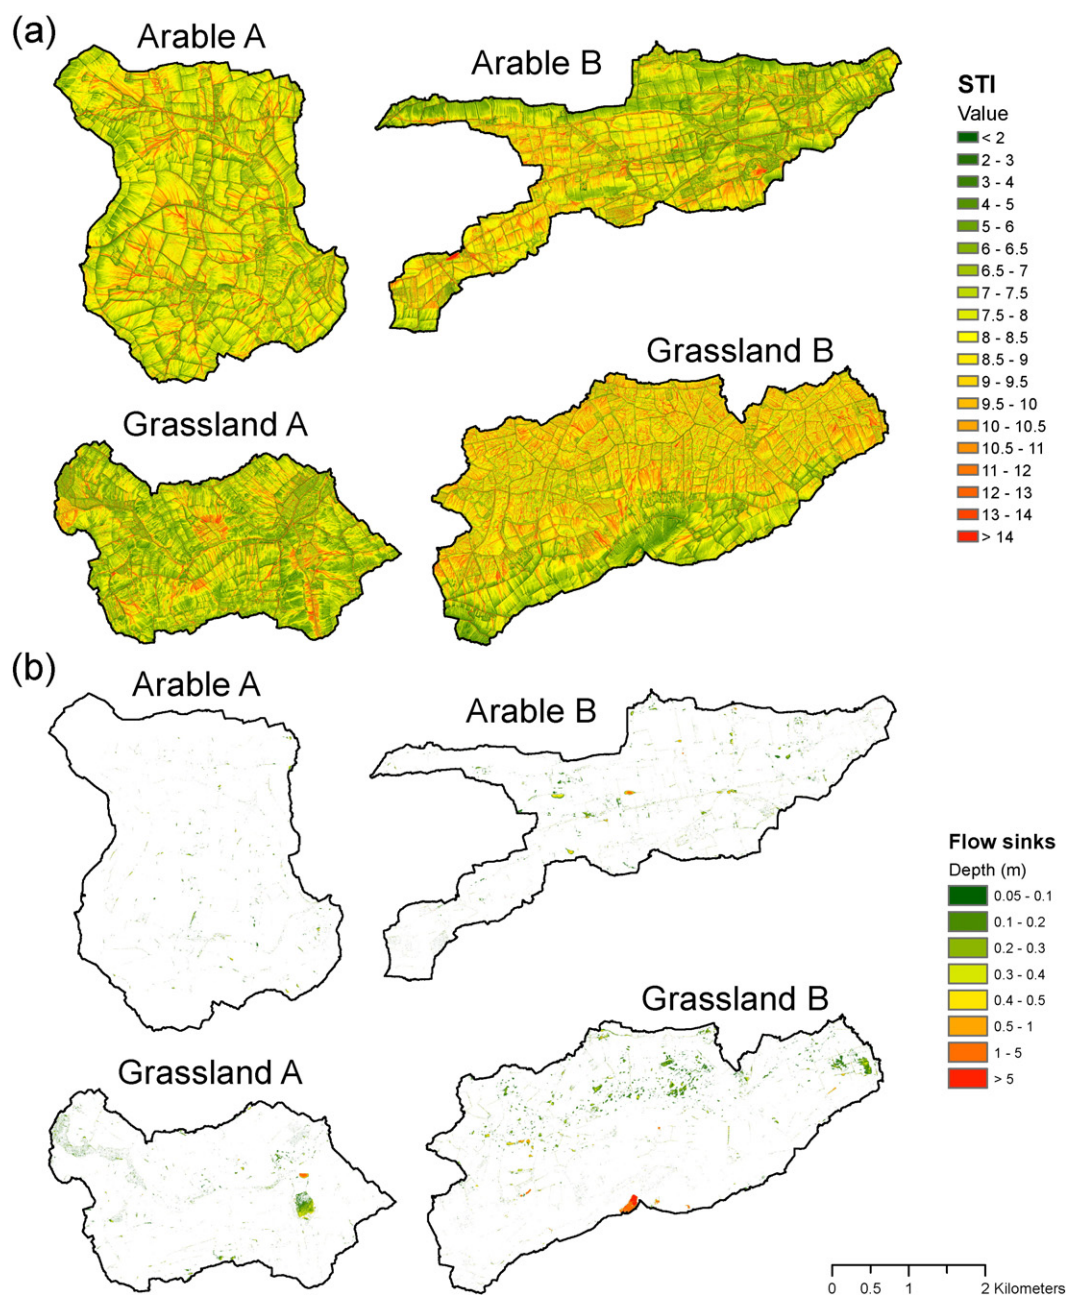 (a)
Arable A
Arable B
Grassland A
Grassland B
STI
Value
< 2
2 - 3
3 - 4
4 - 5
5 - 6
6 - 6.5
6.5 - 7
7 - 7.5
7.5 - 8
8 - 8.5
8.5 - 9
9 - 9.5
9.5 - 10
10 - 10.5
10.5 - 11
11 - 12
12 - 13
13 - 14
> 14
(b)
Arable A
Arable B
Grassland A
Grassland B
Flow sinks
Depth (m)
0.05 - 0.1
0.1 - 0.2
0.2 - 0.3
0.3 - 0.4
0.4 - 0.5
0.5 - 1
1 - 5
> 5
0 0.5 1 2 Kilometers